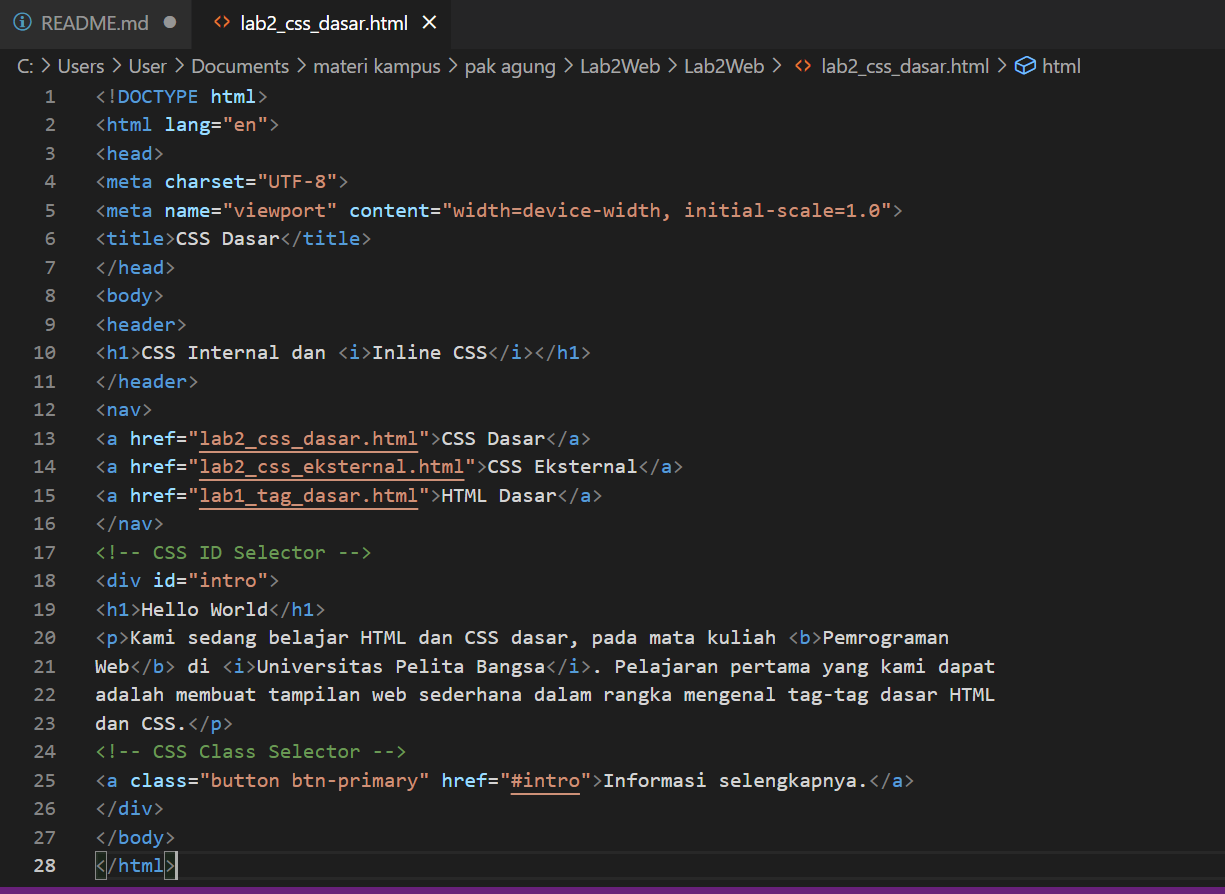 README.md ● lab2_css_dasar.html ×
C: > Users > User > Documents > materi kampus > pak agung > Lab2Web > Lab2Web > <> lab2_css_dasar.html > html
1 <!DOCTYPE html>
2 <html lang="en">
3 <head>
4 <meta charset="UTF-8">
5 <meta name="viewport" content="width=device-width, initial-scale=1.0">
6 <title>CSS Dasar</title>
7 </head>
8 <body>
9 <header>
10 <h1>CSS Internal dan <i>Inline CSS</i></h1>
11 </header>
12 <nav>
13 <a href="lab2_css_dasar.html">CSS Dasar</a>
14 <a href="lab2_css_eksternal.html">CSS Eksternal</a>
15 <a href="lab1_tag_dasar.html">HTML Dasar</a>
16 </nav>
17 <!-- CSS ID Selector -->
18 <div id="intro">
19 <h1>Hello World</h1>
20 <p>Kami sedang belajar HTML dan CSS dasar, pada mata kuliah <b>Pemrograman
21 Web</b> di <i>Universitas Pelita Bangsa</i>. Pelajaran pertama yang kami dapat
22 adalah membuat tampilan web sederhana dalam rangka mengenal tag-tag dasar HTML
23 dan CSS.</p>
24 <!-- CSS Class Selector -->
25 <a class="button btn-primary" href="#intro">Informasi selengkapnya.</a>
26 </div>
27 </body>
28 </html>